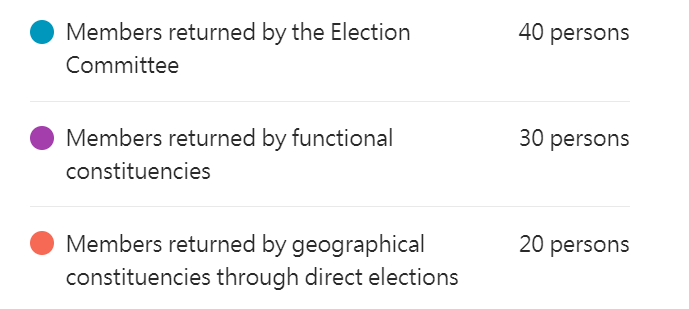 Members returned by the Election 40 persons
Committee
Members returned by functional 30 persons
constituencies
Members returned by geographical 20 persons
constituencies through direct elections